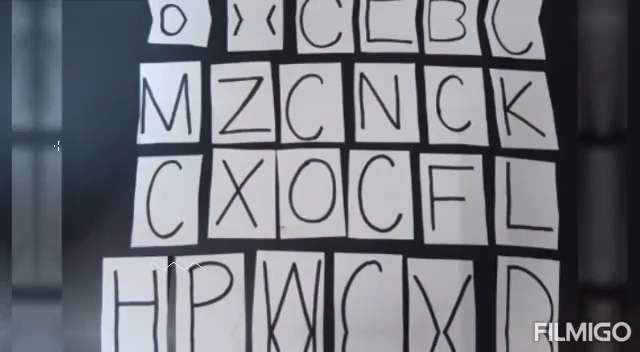 O X C E B C
M Z C N C K
C X O C F L
H P W C X D
FILMIGO